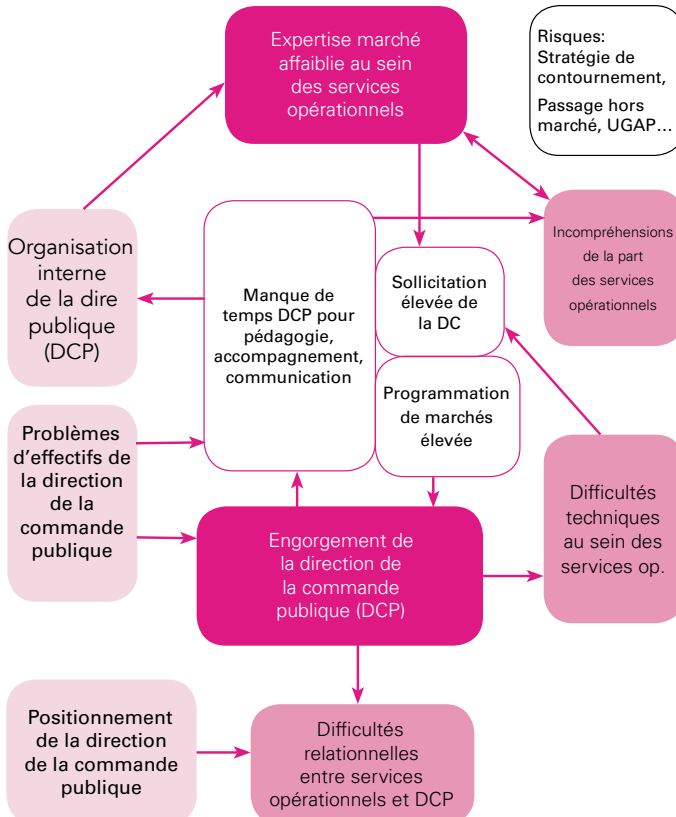 Expertise marché
affaiblie au sein
des services
opérationnels
Risques:
Stratégie de
contournement,
Passage hors
marché, UGAP…
Organisation
interne
de la dire
publique
(DCP)
Manque de
temps DCP pour
pédagogie,
accompagnement,
communication
Sollicitation
élevée de
la DC
Incompréhensions
de la part
des services
opérationnels
Programmation
de marchés
élevée
Problèmes
d’effectifs de
la direction
de la
commande
publique
Engorgement de
la direction de
la commande
publique (DCP)
Difficultés
techniques
au sein des
services op.
Positionnement
de la direction
de la commande
publique
Difficultés
relationnelles
entre services
opérationnels et DCP